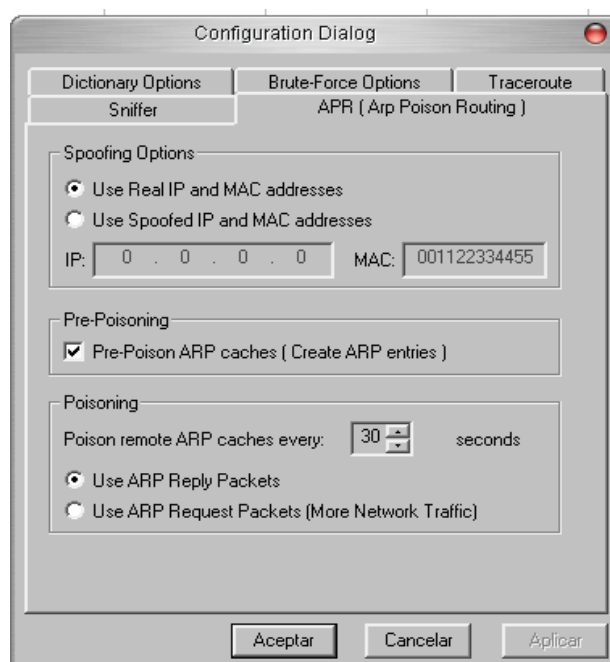 Configuration Dialog
Dictionary Options
Brute-Force Options
Traceroute
Sniffer
APR ( Arp Poison Routing )
Spoofing Options
Use Real IP and MAC addresses
Use Spoofed IP and MAC addresses
IP: 0 . 0 . 0 . 0 MAC: 001122334455
Pre-Poisoning
Pre-Poison ARP caches ( Create ARP entries )
Poisoning
Poison remote ARP caches every: 30 seconds
Use ARP Reply Packets
Use ARP Request Packets (More Network Traffic)
Aceptar
Cancelar
Aplicar